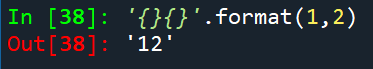 In [38]: '{}{}'.format(1,2)
Out[38]: '12'